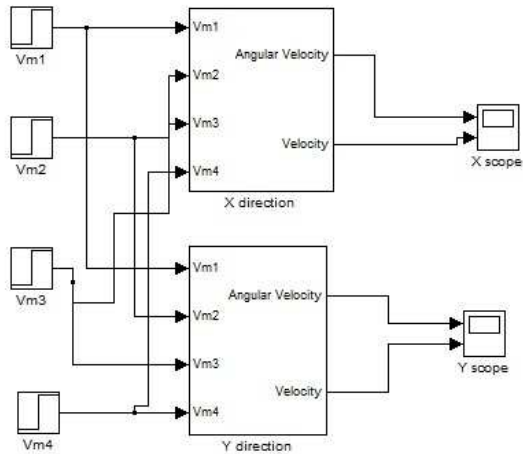 Vm1
Vm2
Vm3
Vm4
Vm1
Vm2
Vm3
Vm4
Angular Velocity
Velocity
X direction
X scope
Vm1
Vm2
Vm3
Vm4
Angular Velocity
Velocity
Y direction
Y scope